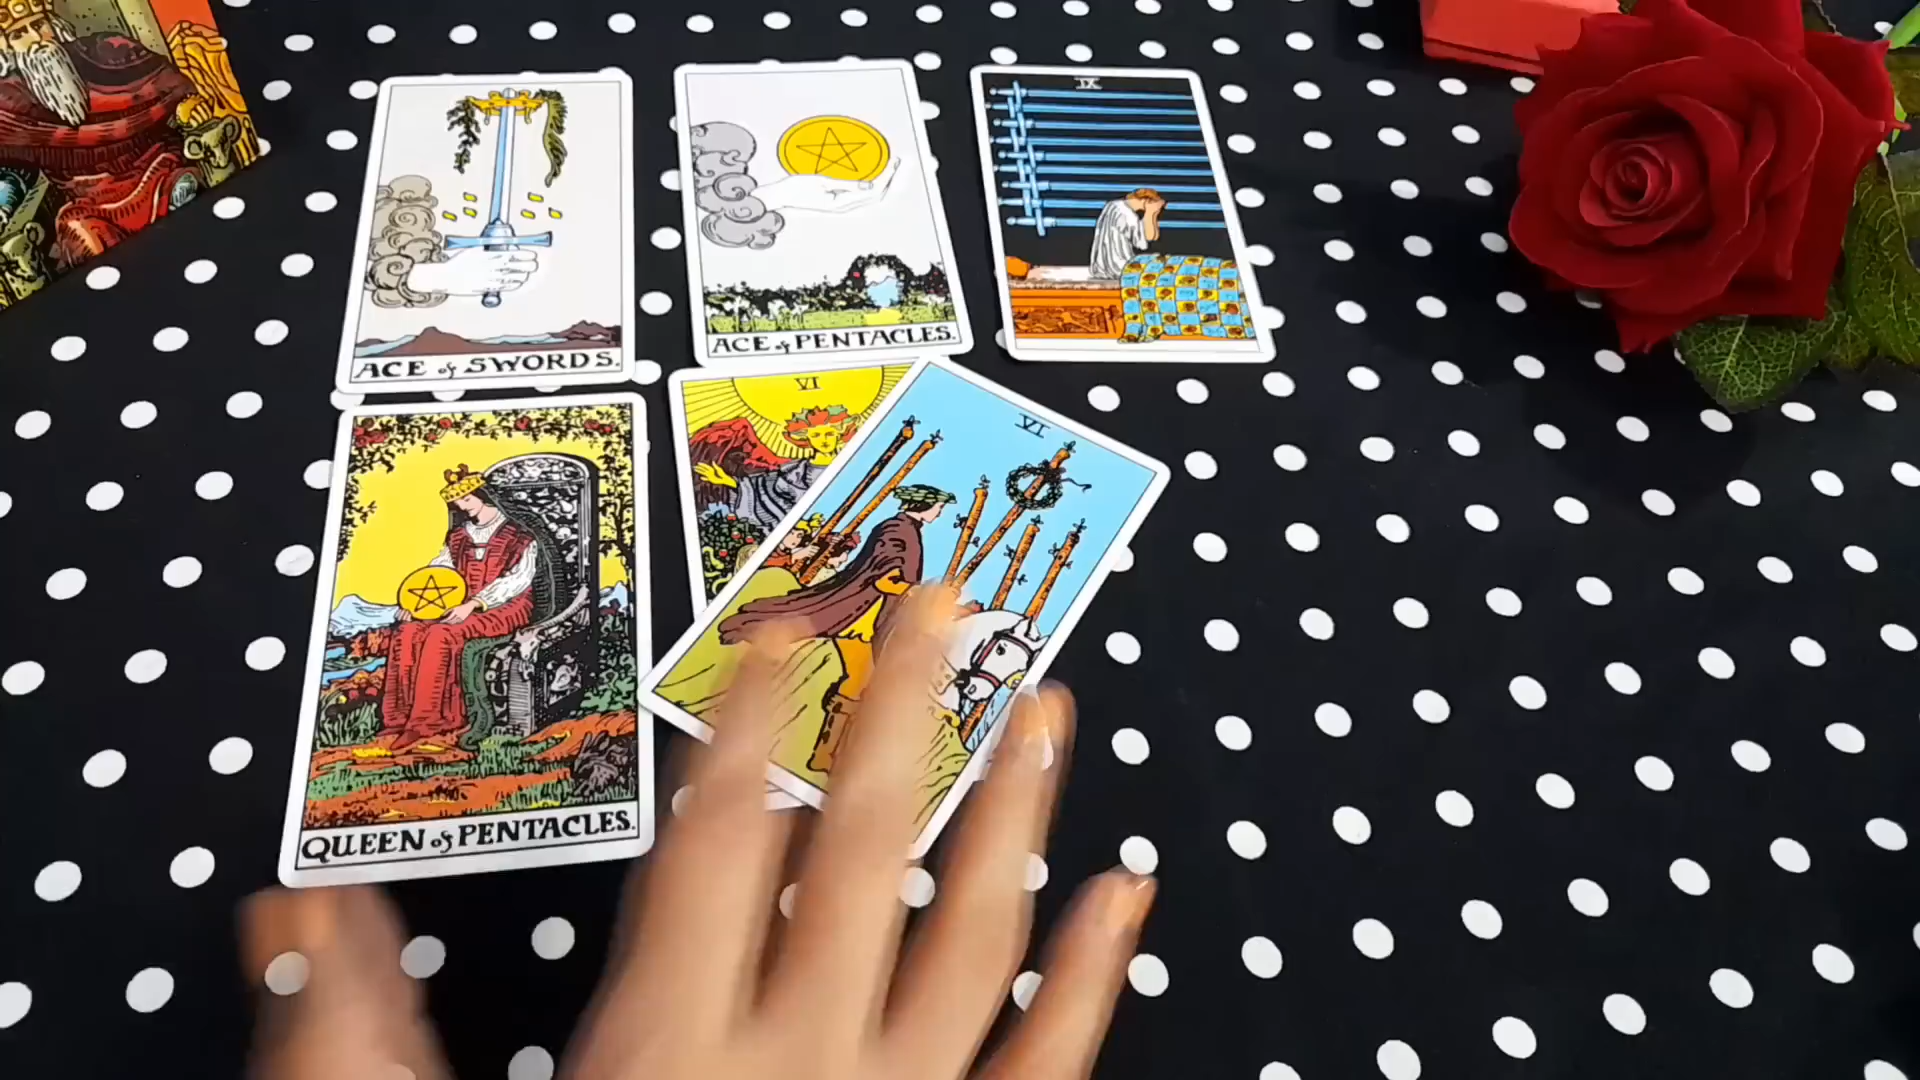 IX
ACE of SWORDS.
ACE of PENTACLES.
VI
VI
QUEEN of PENTACLES.